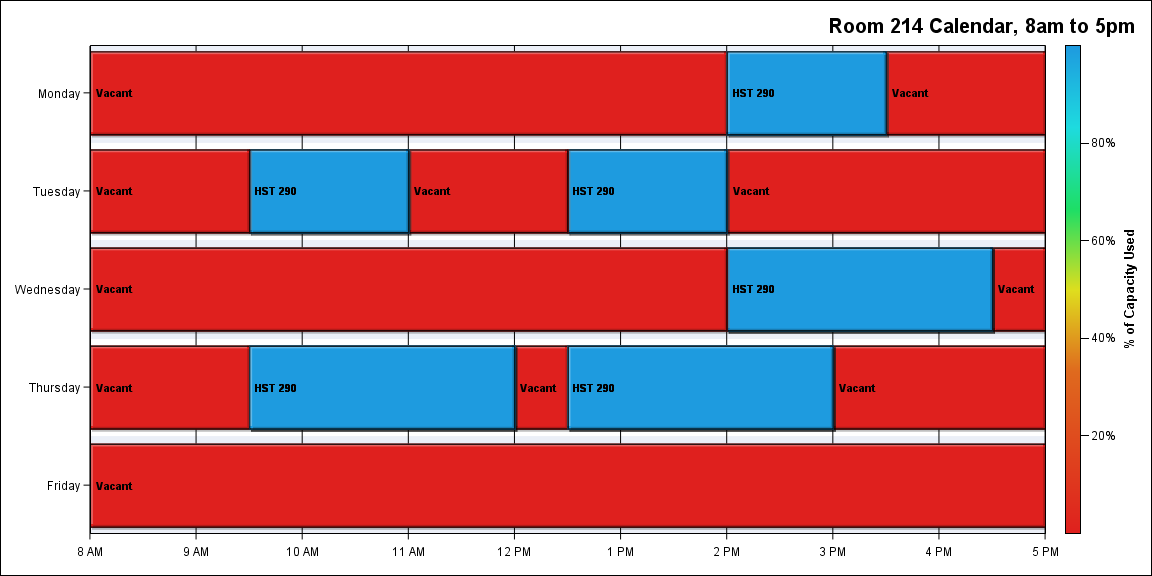 Room 214 Calendar, 8am to 5pm
Monday
Vacant
HST 290
Vacant
Tuesday
Vacant
HST 290
Vacant
HST 290
Vacant
Wednesday
Vacant
HST 290
Vacant
Thursday
Vacant
HST 290
Vacant
HST 290
Vacant
Friday
Vacant
8 AM 9 AM 10 AM 11 AM 12 PM 1 PM 2 PM 3 PM 4 PM 5 PM
80%
60%
40%
20%
% of Capacity Used